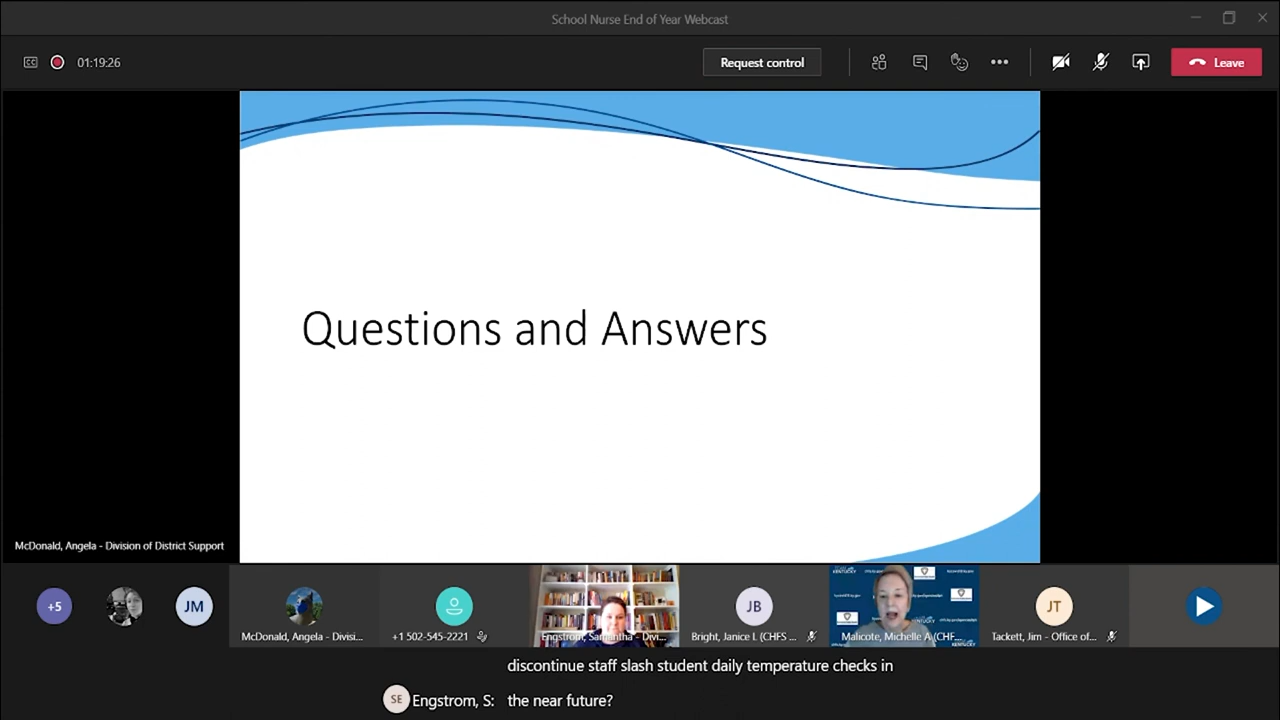 School Nurse End of Year Webcast
CC
01:19:26
Request control
Leave
Questions and Answers
McDonald, Angela - Division of District Support
+5
JM
McDonald, Angela - Divisi...
+1 502-545-2221
Engstrom, Samantha - Divi...
JB
Bright, Janice L (CHFS ...
KENTUCKY
Malicote, Michelle A (CHF...
JT
Tackett, Jim - Office of...
discontinue staff slash student daily temperature checks in
SE
Engstrom, S: the near future?